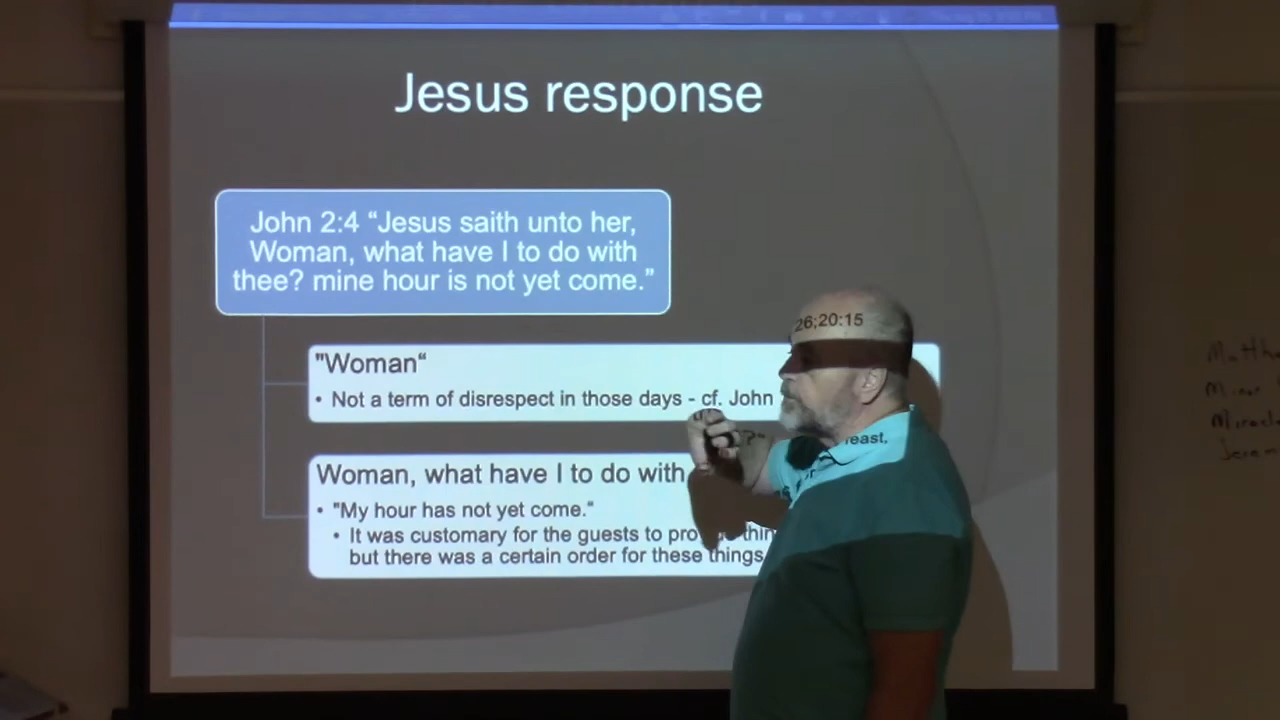 Jesus response
John 2:4 “Jesus saith unto her,
Woman, what have I to do with
thee? mine hour is not yet come.”
"Woman“
• Not a term of disrespect in those days - cf. John 26;20:15
Woman, what have I to do with
• "My hour has not yet come.“
• It was customary for the guests to feast,
but there was a certain order for these things